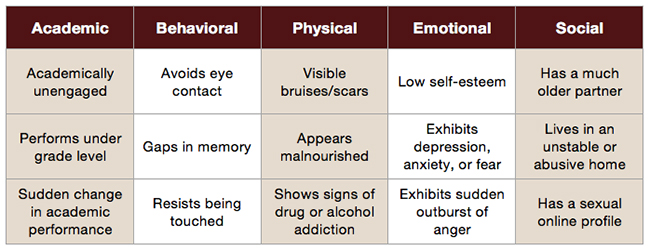 Academic
Behavioral
Physical
Emotional
Social
Academically
unengaged
Avoids eye
contact
Visible
bruises/scars
Low self-esteem
Has a much
older partner
Performs under
grade level
Gaps in memory
Appears
malnourished
Exhibits
depression,
anxiety, or fear
Lives in an
unstable or
abusive home
Sudden change
in academic
performance
Resists being
touched
Shows signs of
drug or alcohol
addiction
Exhibits sudden
outburst of
anger
Has a sexual
online profile